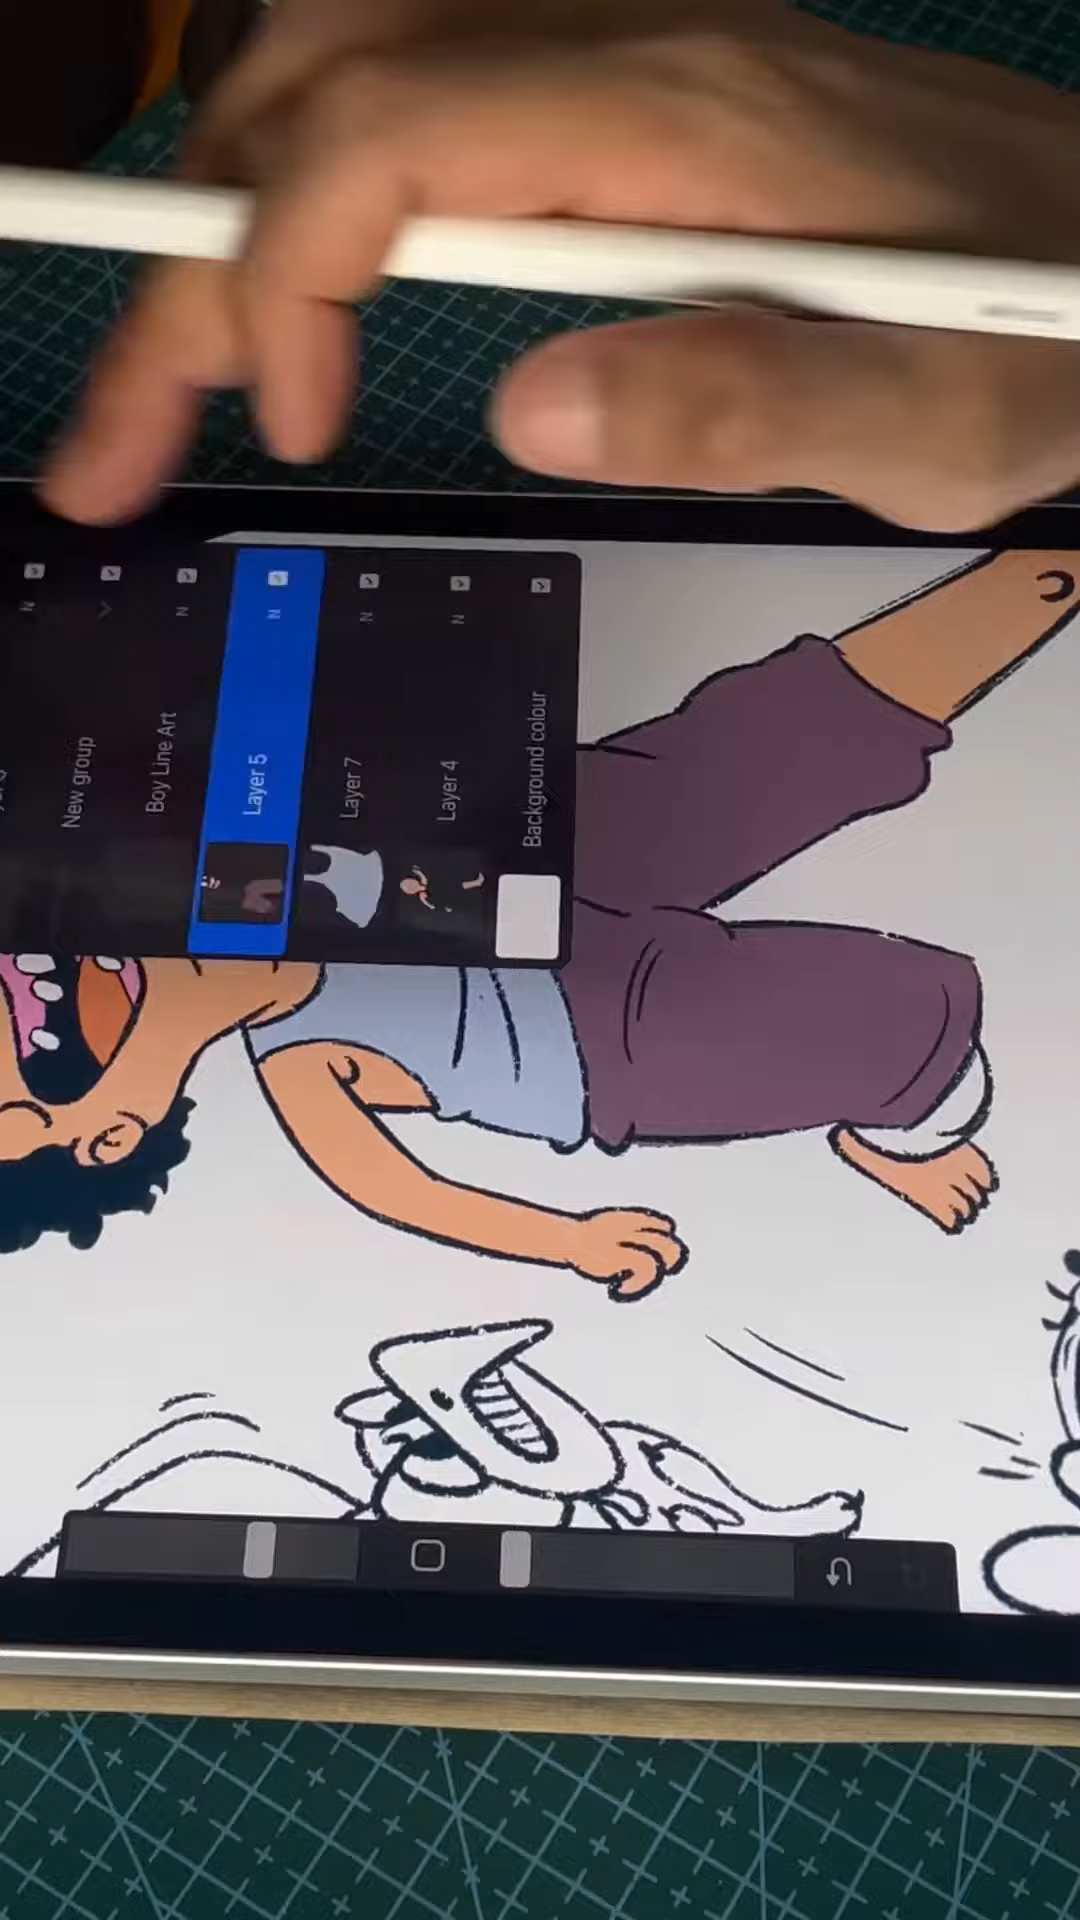 New group
Boy Line Art
N
Layer 5
N
Layer 7
N
Layer 4
N
Background colour